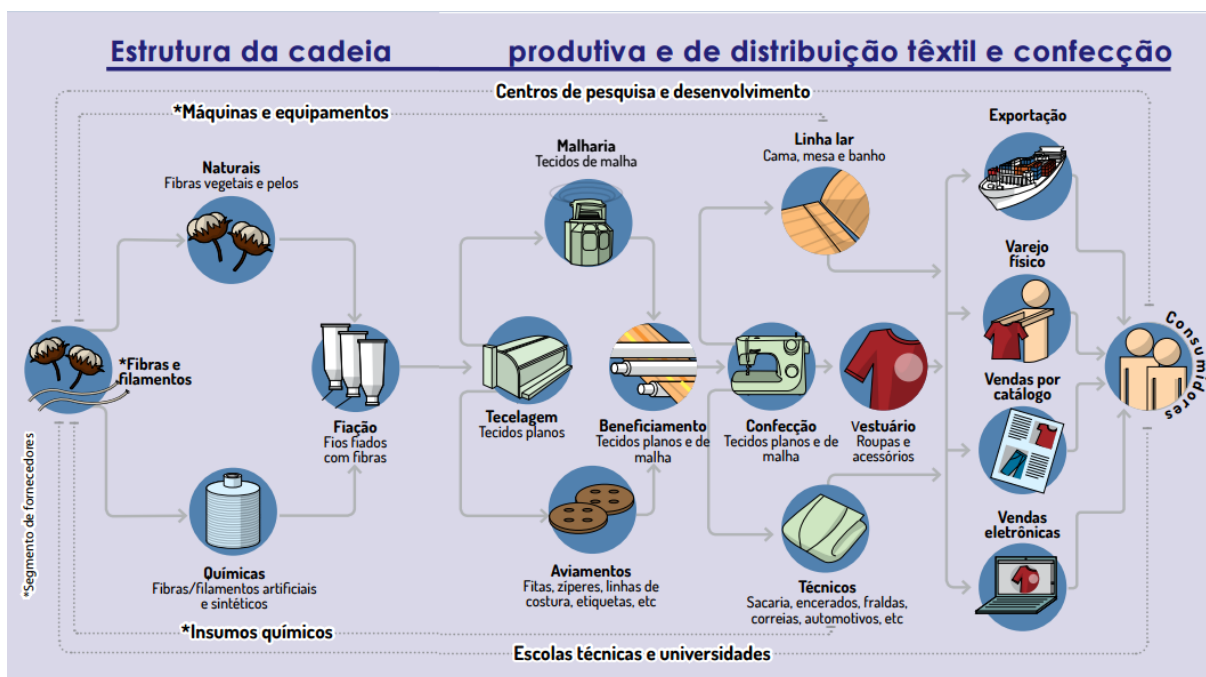 Estrutura da cadeia produtiva e de distribuição têxtil e confecção
Centros de pesquisa e desenvolvimento
*Máquinas e equipamentos
Naturais
Fibras vegetais e pelos
Malharia
Tecidos de malha
Linha lar
Cama, mesa e banho
Exportação
Varejo
físico
*Fibras e
filamentos
Fiação
Fios fiados
com fibras
Tecelagem
Tecidos planos
Beneficiamento
Tecidos planos e de
malha
Confecção
Tecidos planos e de
malha
Vestuário
Roupas e
acessórios
Vendas por
catálogo
Consumidores
Químicas
Fibras/filamentos artificiais
e sintéticos
Aviamentos
Fitas, zíperes, linhas de
costura, etiquetas, etc
Técnicos
Sacaria, encerados, fraldas,
correias, automotivos, etc
Vendas
eletrônicas
*Segmento de fornecedores
*Insumos químicos
Escolas técnicas e universidades